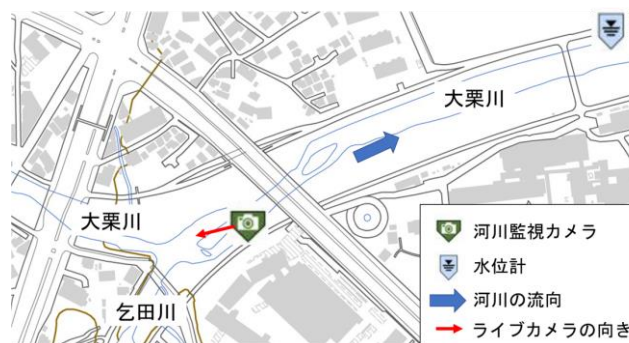 大栗川
大栗川
乞田川
河川監視カメラ
水位計
河川の流向
ライブカメラの向き